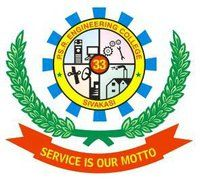 P.S.R. ENGINEERING COLLEGE
33
SIVAKASI
SERVICE IS OUR MOTTO